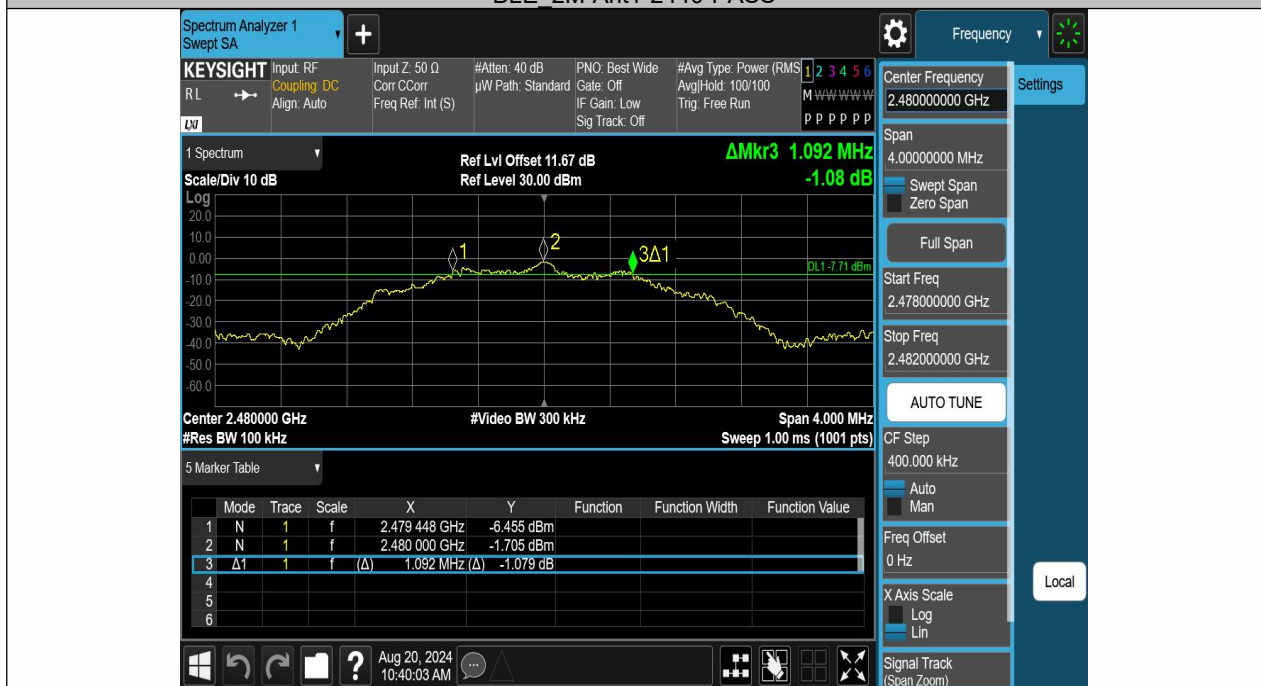 Spectrum Analyzer 1
Swept SA
Frequency
KEYSIGHT
RL
LXI
Input: RF
Coupling: DC
Align: Auto
Input Z: 50 Ω
Corr CCorr
Freq Ref: Int (S)
#Atten: 40 dB
µW Path: Standard
PNO: Best Wide
Gate: Off
IF Gain: Low
Sig Track: Off
#Avg Type: Power (RMS
Avg|Hold: 100/100
Trig: Free Run
1 2 3 4 5 6
M W W W W W
P P P P P P
1 Spectrum
Ref Lvl Offset 11.67 dB
ΔMkr3 1.092 MHz
Scale/Div 10 dB
Ref Level 30.00 dBm
-1.08 dB
Log
20.0
10.0
0.00
-10.0
-20.0
-30.0
-40.0
-50.0
-60.0
1
2
3Δ1
DL1 -7.71 dBm
Center 2.480000 GHz
#Video BW 300 kHz
Span 4.000 MHz
#Res BW 100 kHz
Sweep 1.00 ms (1001 pts)
5 Marker Table
Mode Trace Scale X Y Function Function Width Function Value
1 N 1 f 2.479 448 GHz -6.455 dBm
2 N 1 f 2.480 000 GHz -1.705 dBm
3 Δ1 1 f (Δ) 1.092 MHz (Δ) -1.079 dB
4
5
6
Aug 20, 2024
10:40:03 AM
Center Frequency
2.480000000 GHz
Settings
Span
4.00000000 MHz
Swept Span
Zero Span
Full Span
Start Freq
2.478000000 GHz
Stop Freq
2.482000000 GHz
AUTO TUNE
CF Step
400.000 kHz
Auto
Man
Freq Offset
0 Hz
X Axis Scale
Log
Lin
Local
Signal Track
(Span Zoom)